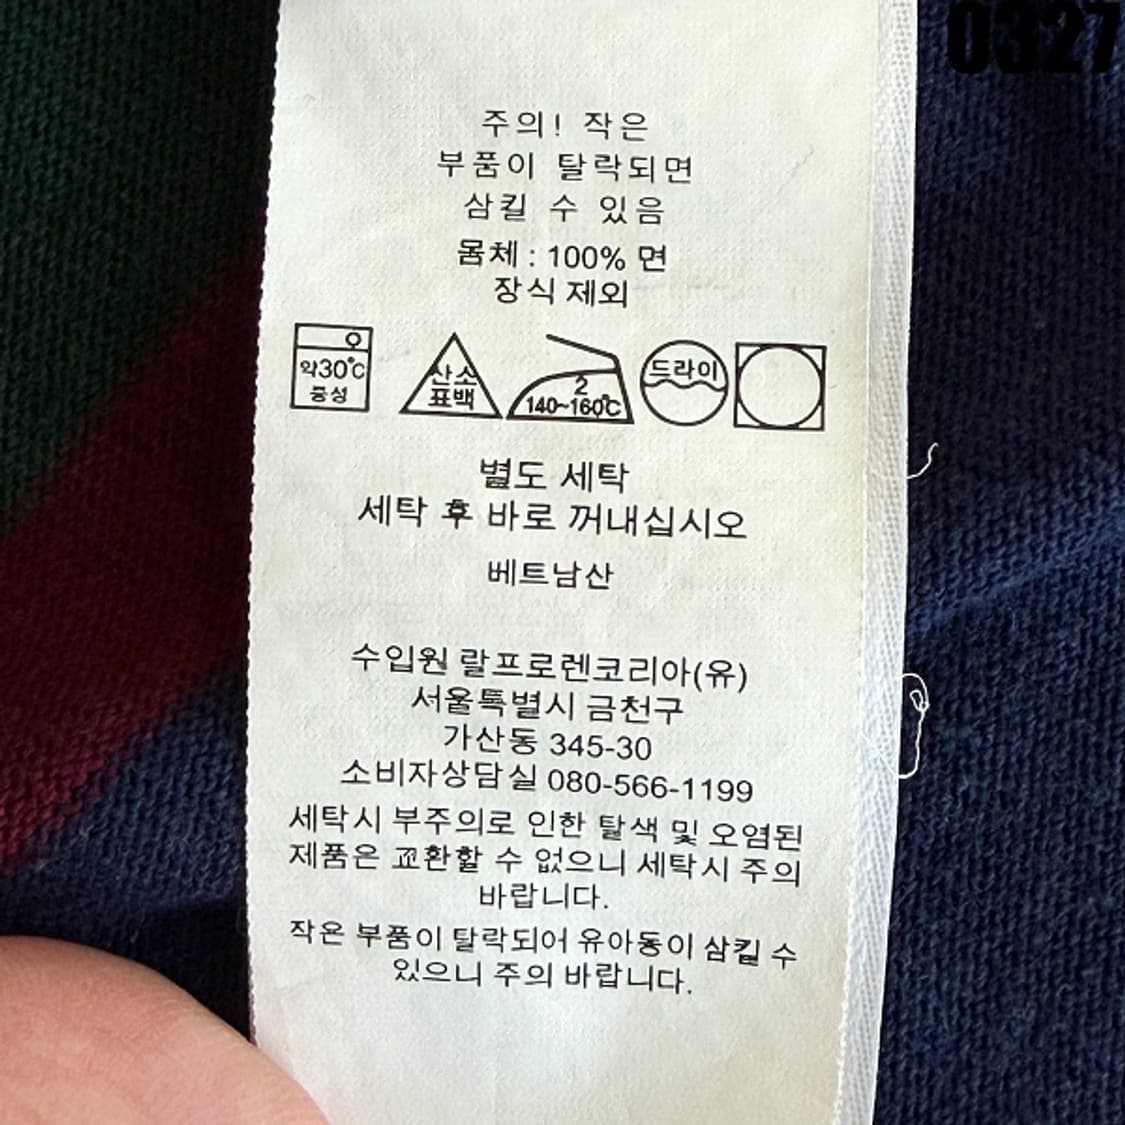 0327
주의! 작은
부품이 탈락되면
삼킬 수 있음
몸체 : 100% 면
장식 제외
약30℃
중성
산소
표백
2
140~160℃
드라이
별도 세탁
세탁 후 바로 꺼내십시오
베트남산
수입원 랄프로렌코리아(유)
서울특별시 금천구
가산동 345-30
소비자상담실 080-566-1199
세탁시 부주의로 인한 탈색 및 오염된
제품은 교환할 수 없으니 세탁시 주의
바랍니다.
작은 부품이 탈락되어 유아동이 삼킬 수
있으니 주의 바랍니다.